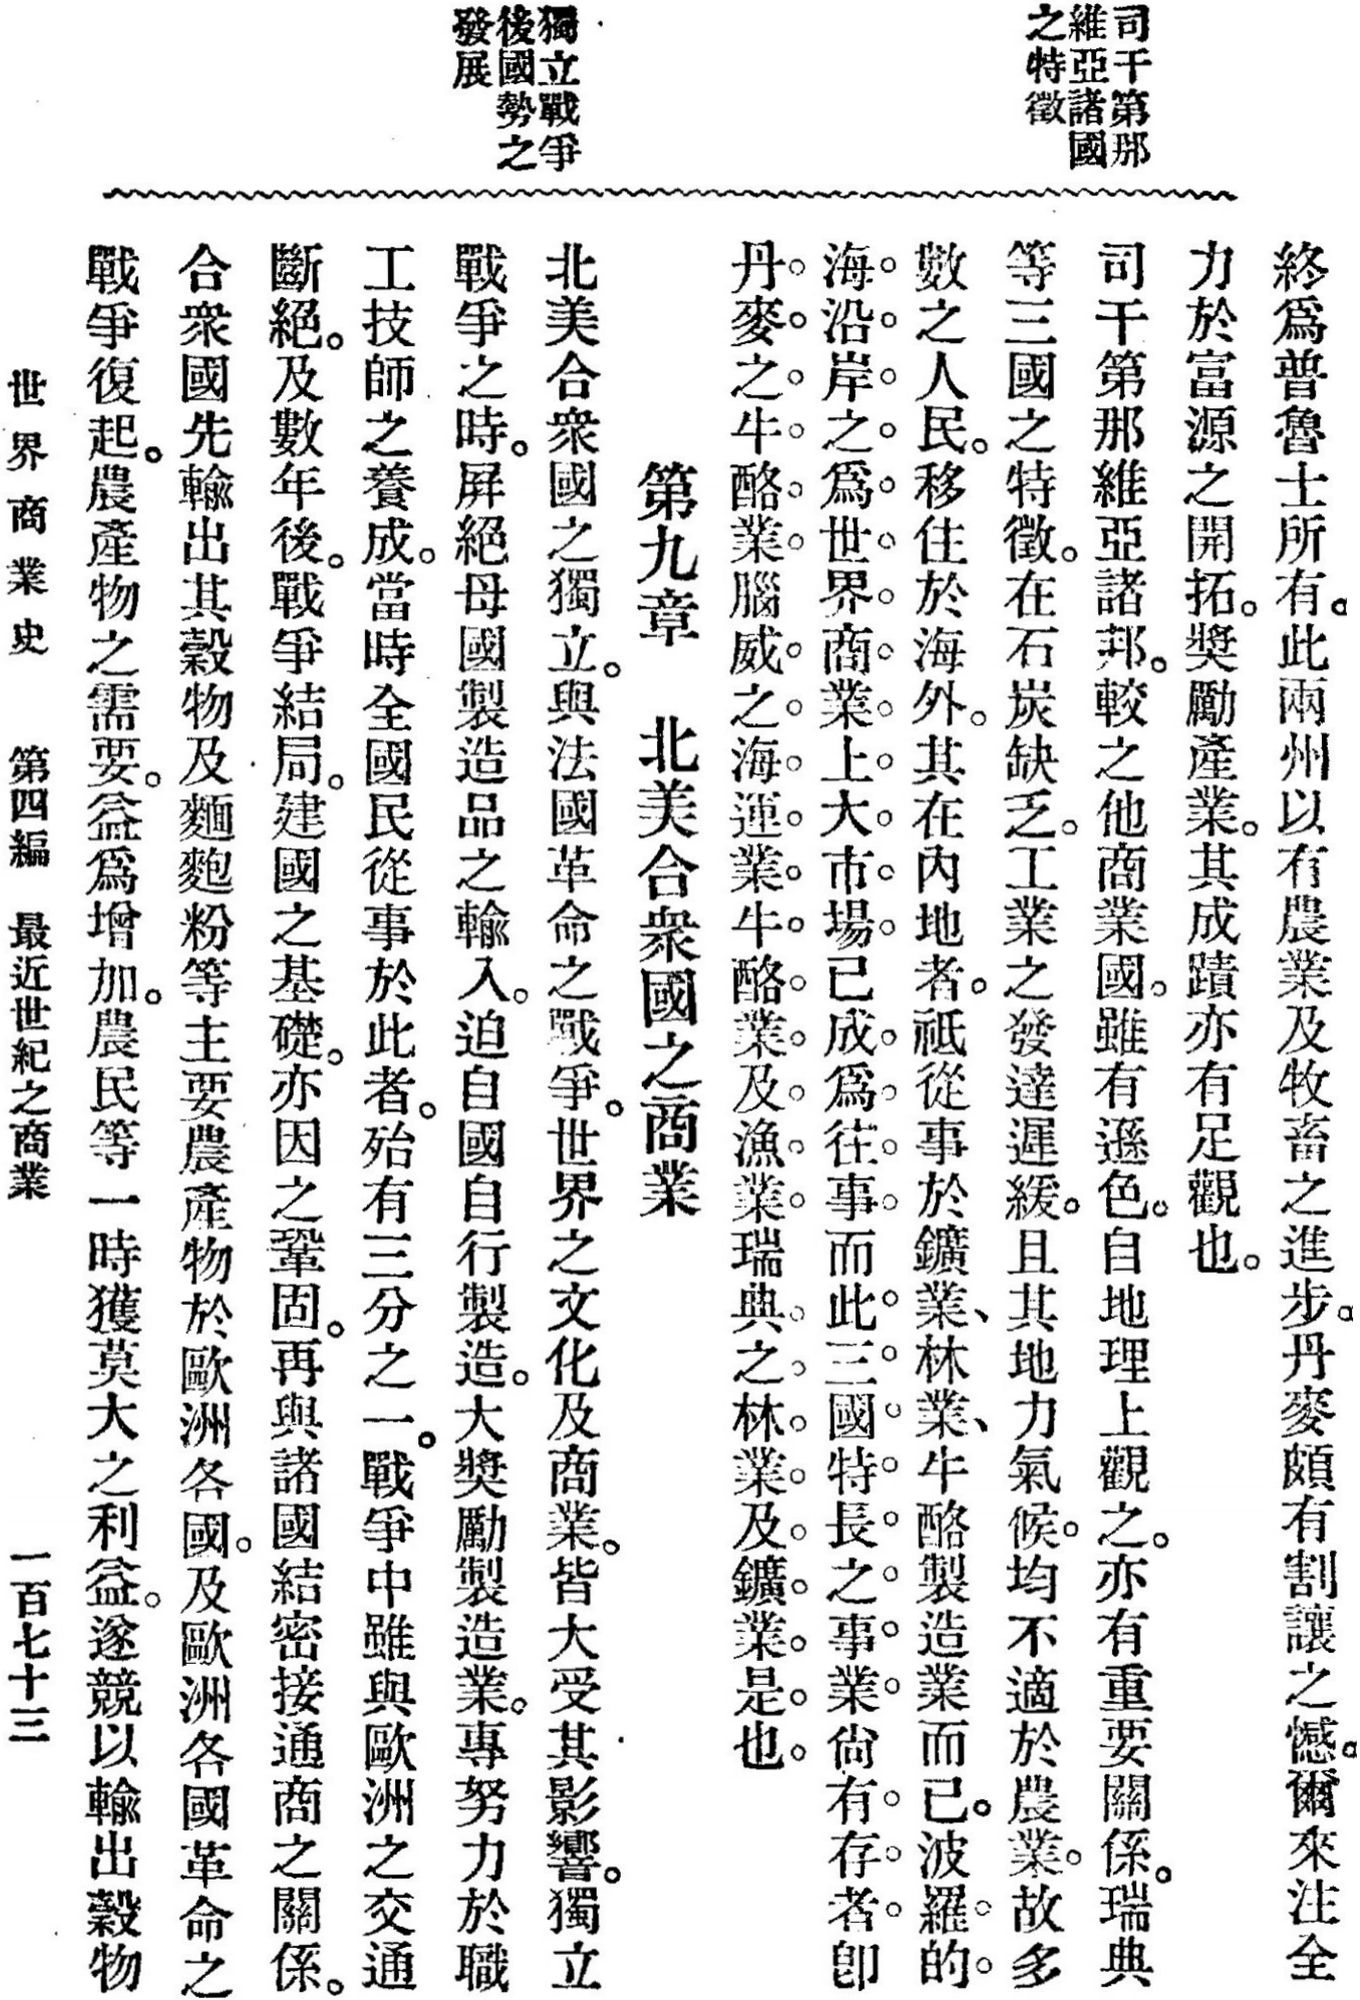 司干第那
維亞諸國
之特徵
獨立戰爭
後國勢之
發展
終爲普魯士所有。此兩州以有農業及牧畜之進步。丹麥頗有割讓之憾。爾來注全
力於富源之開拓。獎勵產業。其成蹟亦有足觀也。
司干第那維亞諸邦。較之他商業國。雖有遜色。自地理上觀之。亦有重要關係。瑞典
等三國之特徵。在石炭缺乏。工業之發達遲緩。且其地力氣候。均不適於農業。故多
數之人民。移住於海外。其在內地者。祗從事於鑛業、林業、牛酪製造業而已。波羅的
海沿岸之爲世界商業上大市場已成爲往事而此三國特長之事業尙有存者卽
丹麥之牛酪業腦威之海運業牛酪業及漁業瑞典之林業及鑛業是也。
第九章 北美合衆國之商業
北美合衆國之獨立。與法國革命之戰爭。世界之文化及商業。皆大受其影響。獨立
戰爭之時。屏絕母國製造品之輸入。迫自國自行製造。大獎勵製造業。專努力於職
工技師之養成。當時全國民從事於此者。殆有三分之一。戰爭中雖與歐洲之交通
斷絕。及數年後。戰爭結局。建國之基礎。亦因之鞏固。再與諸國結密接通商之關係。
合衆國先輸出其穀物及麵麭粉等主要農產物於歐洲各國。及歐洲各國革命之
戰爭復起。農產物之需要。益爲增加。農民等一時獲莫大之利益。遂競以輸出穀物
世界商業史 第四編 最近世紀之商業 一百七十三